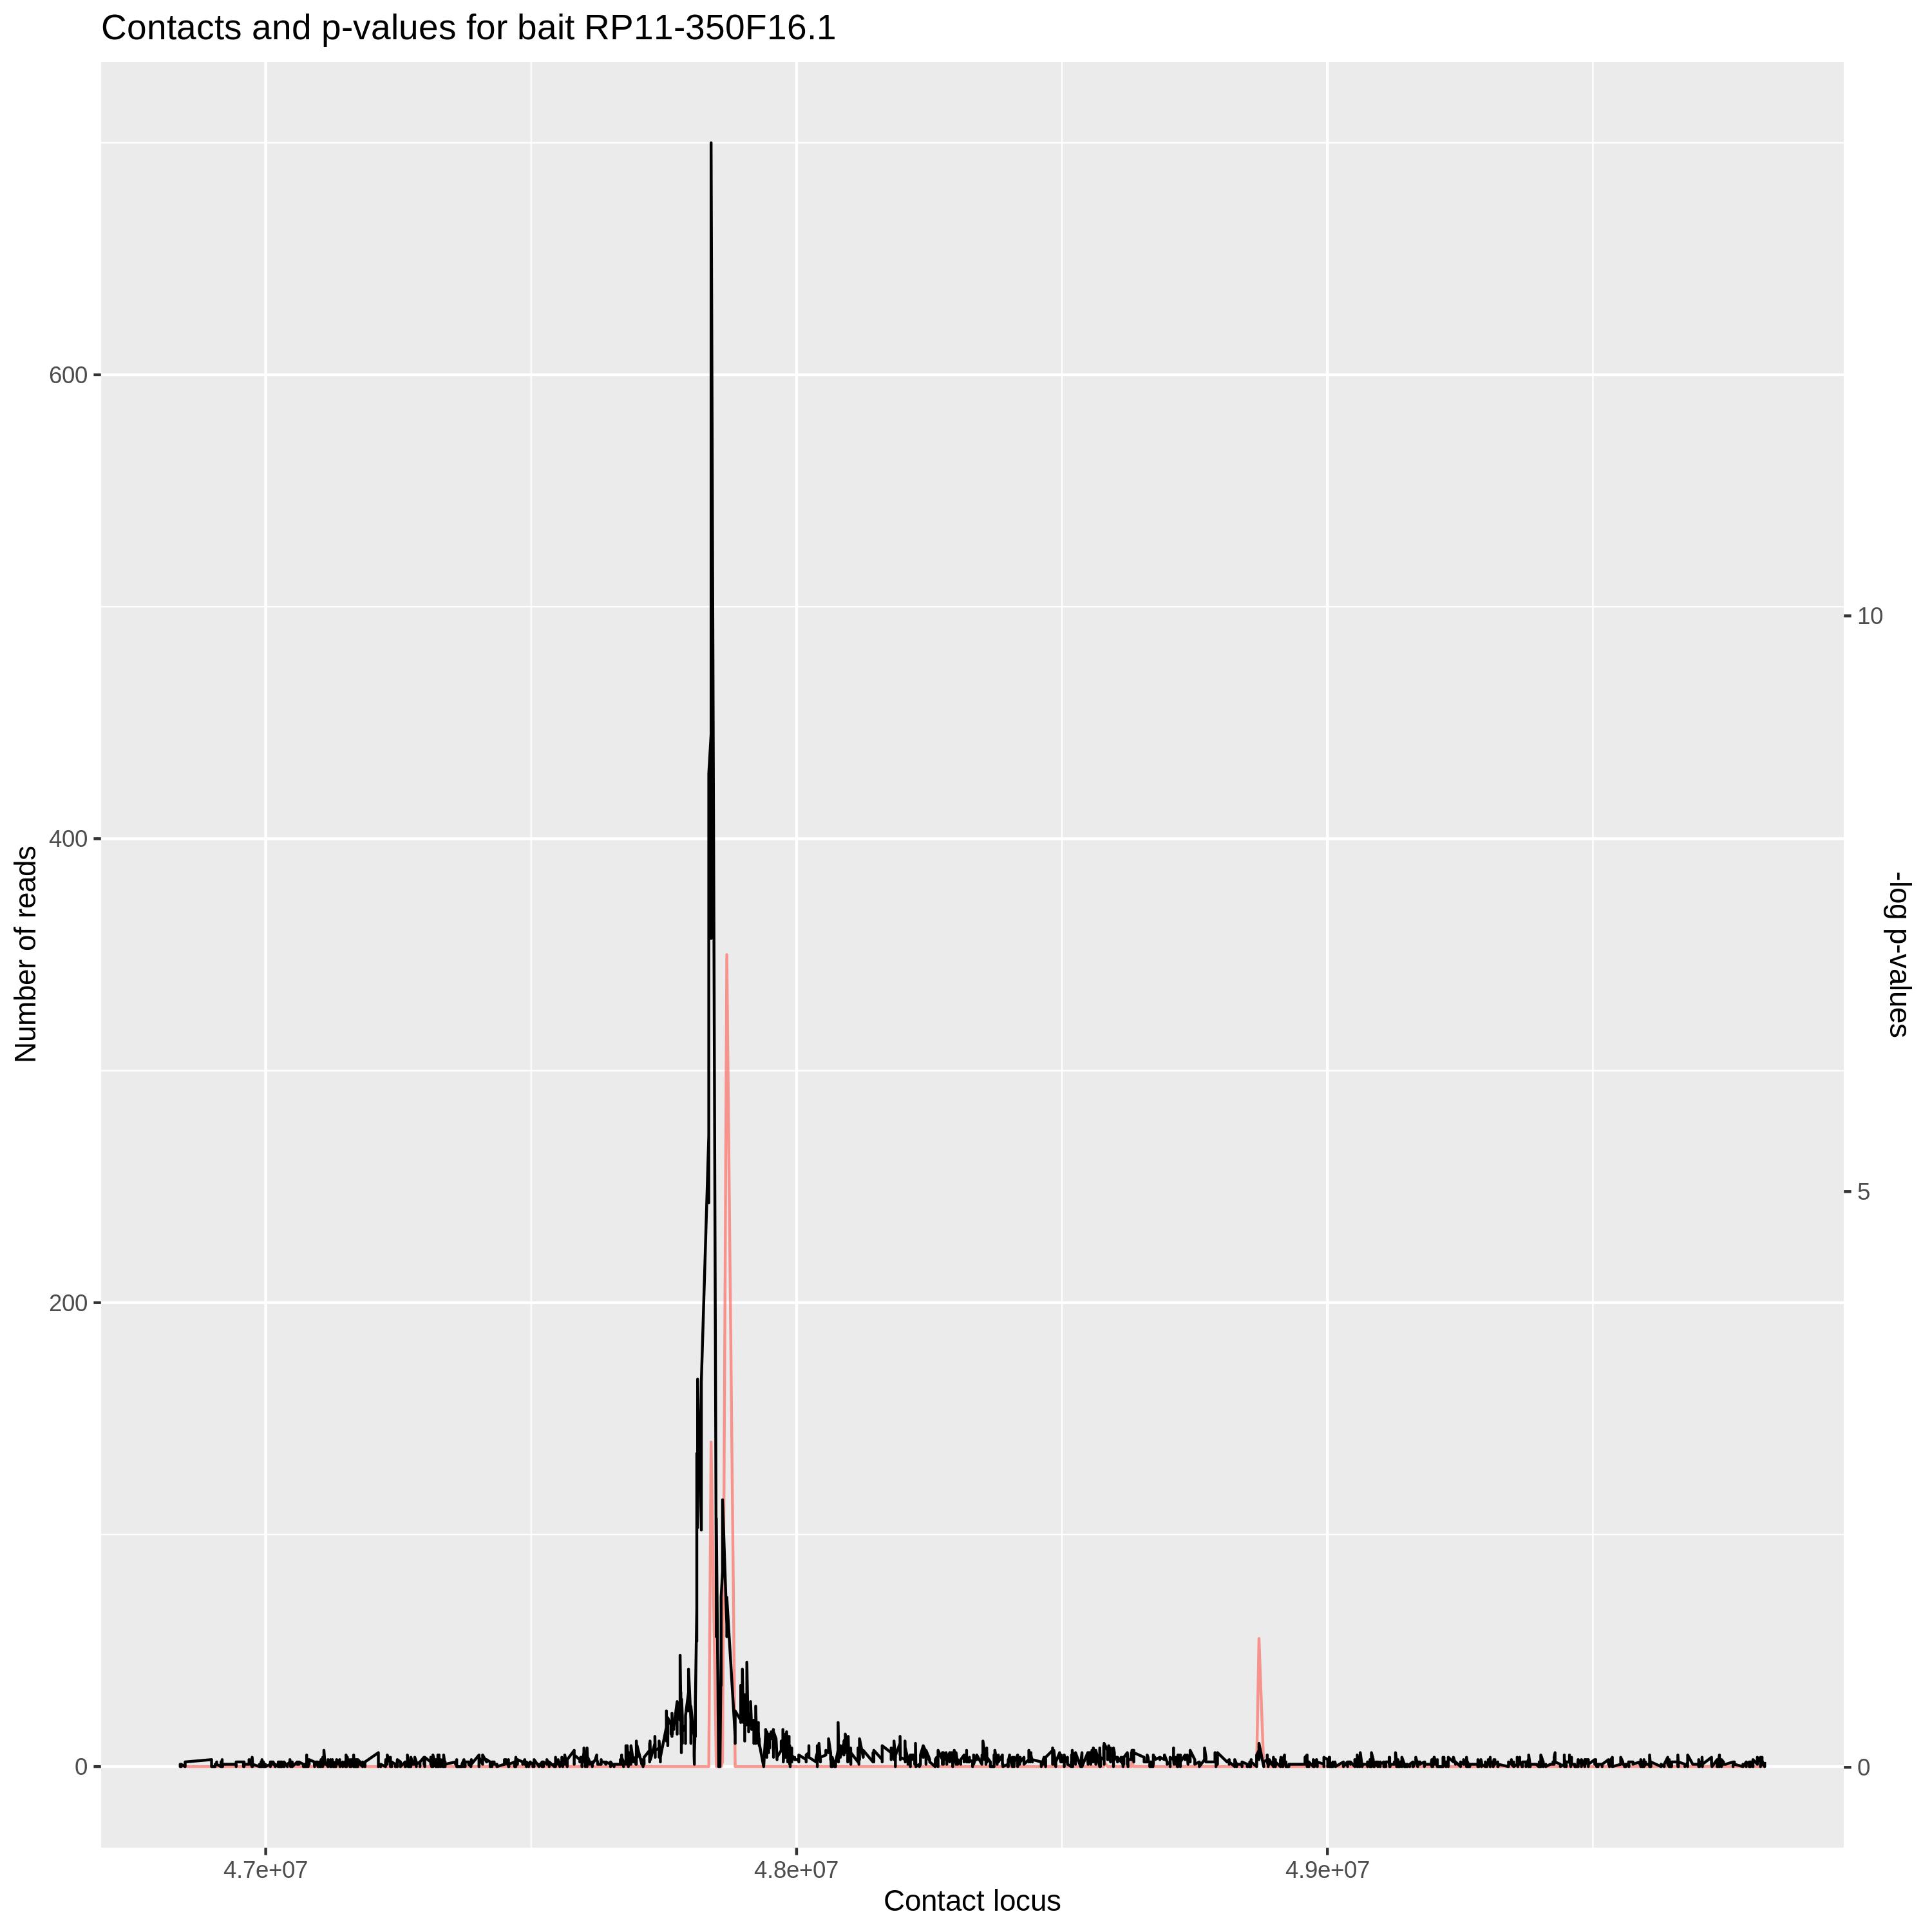 Contacts and p-values for bait RP11-350F16.1
600
400
200
0
Number of reads
10
5
0
-log p-values
4.7e+07
4.8e+07
4.9e+07
Contact locus